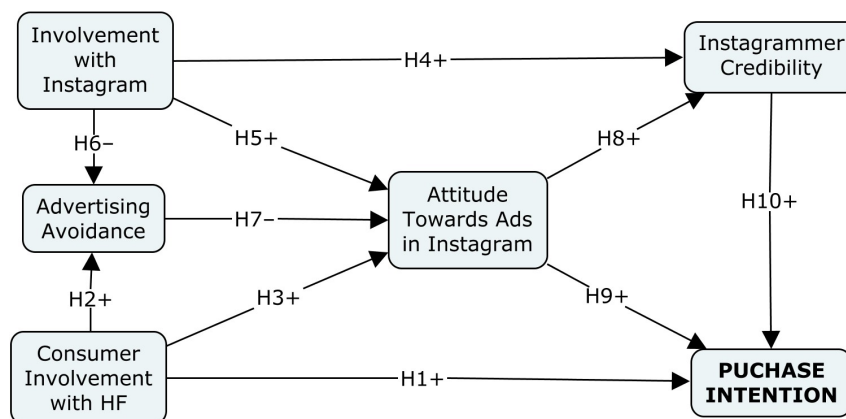 Involvement
with
Instagram
H4+
Instagrammer
Credibility
H5+
H6–
H8+
Advertising
Avoidance
H7–
Attitude
Towards Ads
in Instagram
H10+
H2+
H3+
H9+
Consumer
Involvement
with HF
H1+
PUCHASE
INTENTION